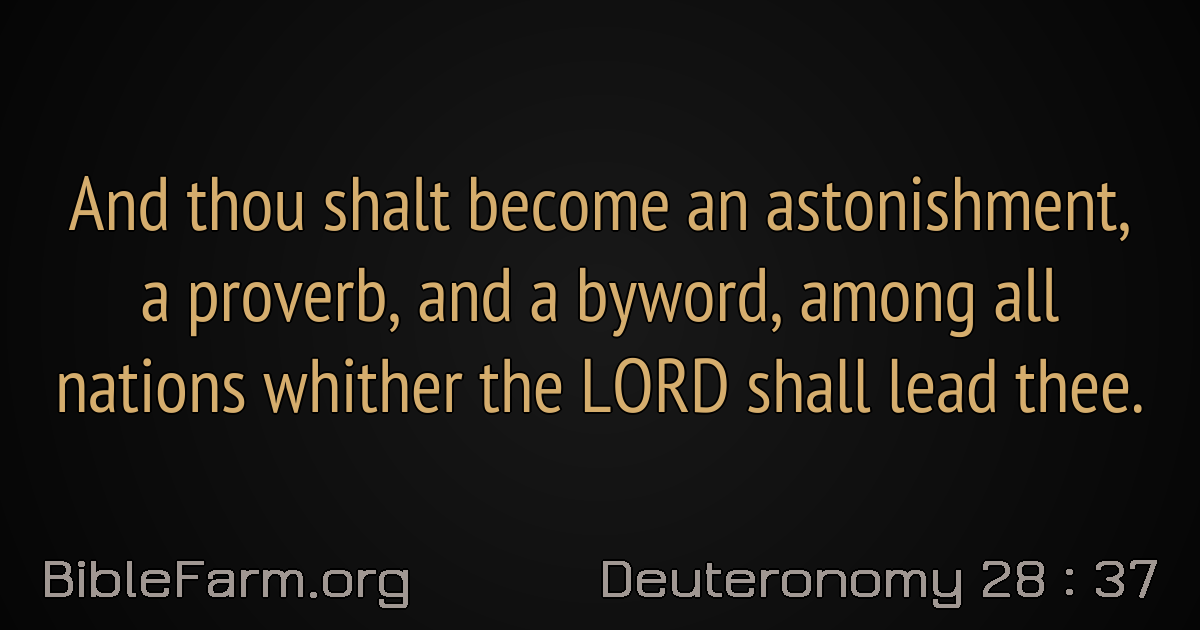 And thou shalt become an astonishment,
a proverb, and a byword, among all
nations whither the LORD shall lead thee.
BibleFarm.org
Deuteronomy 28 : 37